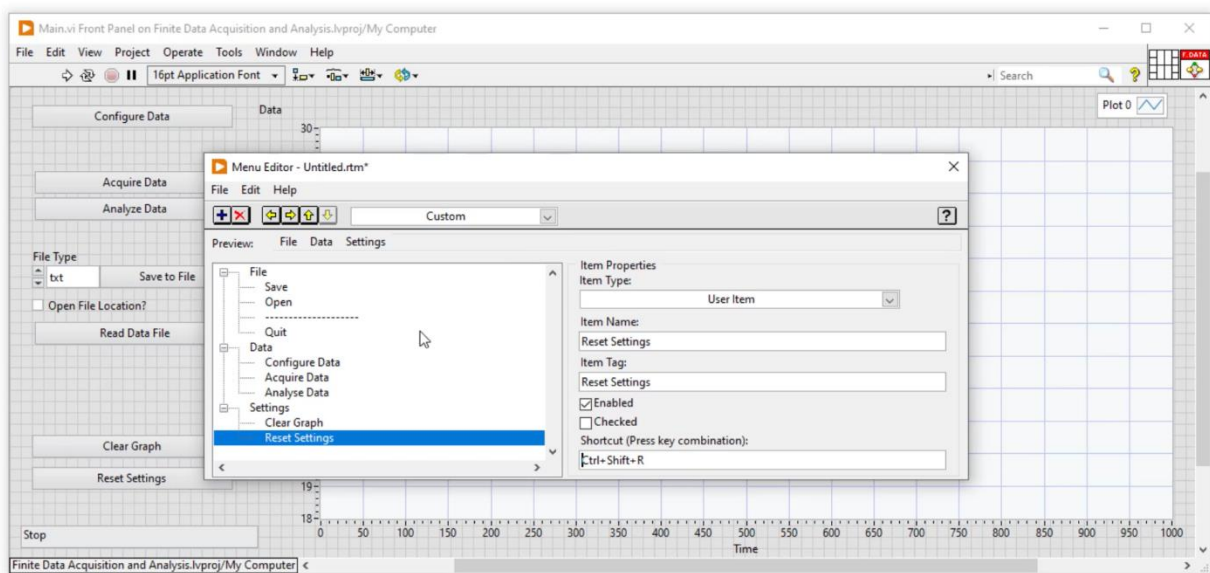 Main.vi Front Panel on Finite Data Acquisition and Analysis.lvproj/My Computer
File Edit View Project Operate Tools Window Help
16pt Application Font
Search
F.DATA
Configure Data
Data
Plot 0
30
Menu Editor - Untitled.rtm*
File Edit Help
Custom
Preview: File Data Settings
Acquire Data
Analyze Data
File Type
txt
Save to File
Open File Location?
Read Data File
Clear Graph
Reset Settings
Stop
File
Save
Open
--------------------
Quit
Data
Configure Data
Acquire Data
Analyse Data
Settings
Clear Graph
Reset Settings
Item Properties
Item Type:
User Item
Item Name:
Reset Settings
Item Tag:
Reset Settings
Enabled
Checked
Shortcut (Press key combination):
Ctrl+Shift+R
19
18
0 50 100 150 200 250 300 350 400 450 500 550 600 650 700 750 800 850 900 950 1000
Time
Finite Data Acquisition and Analysis.lvproj/My Computer